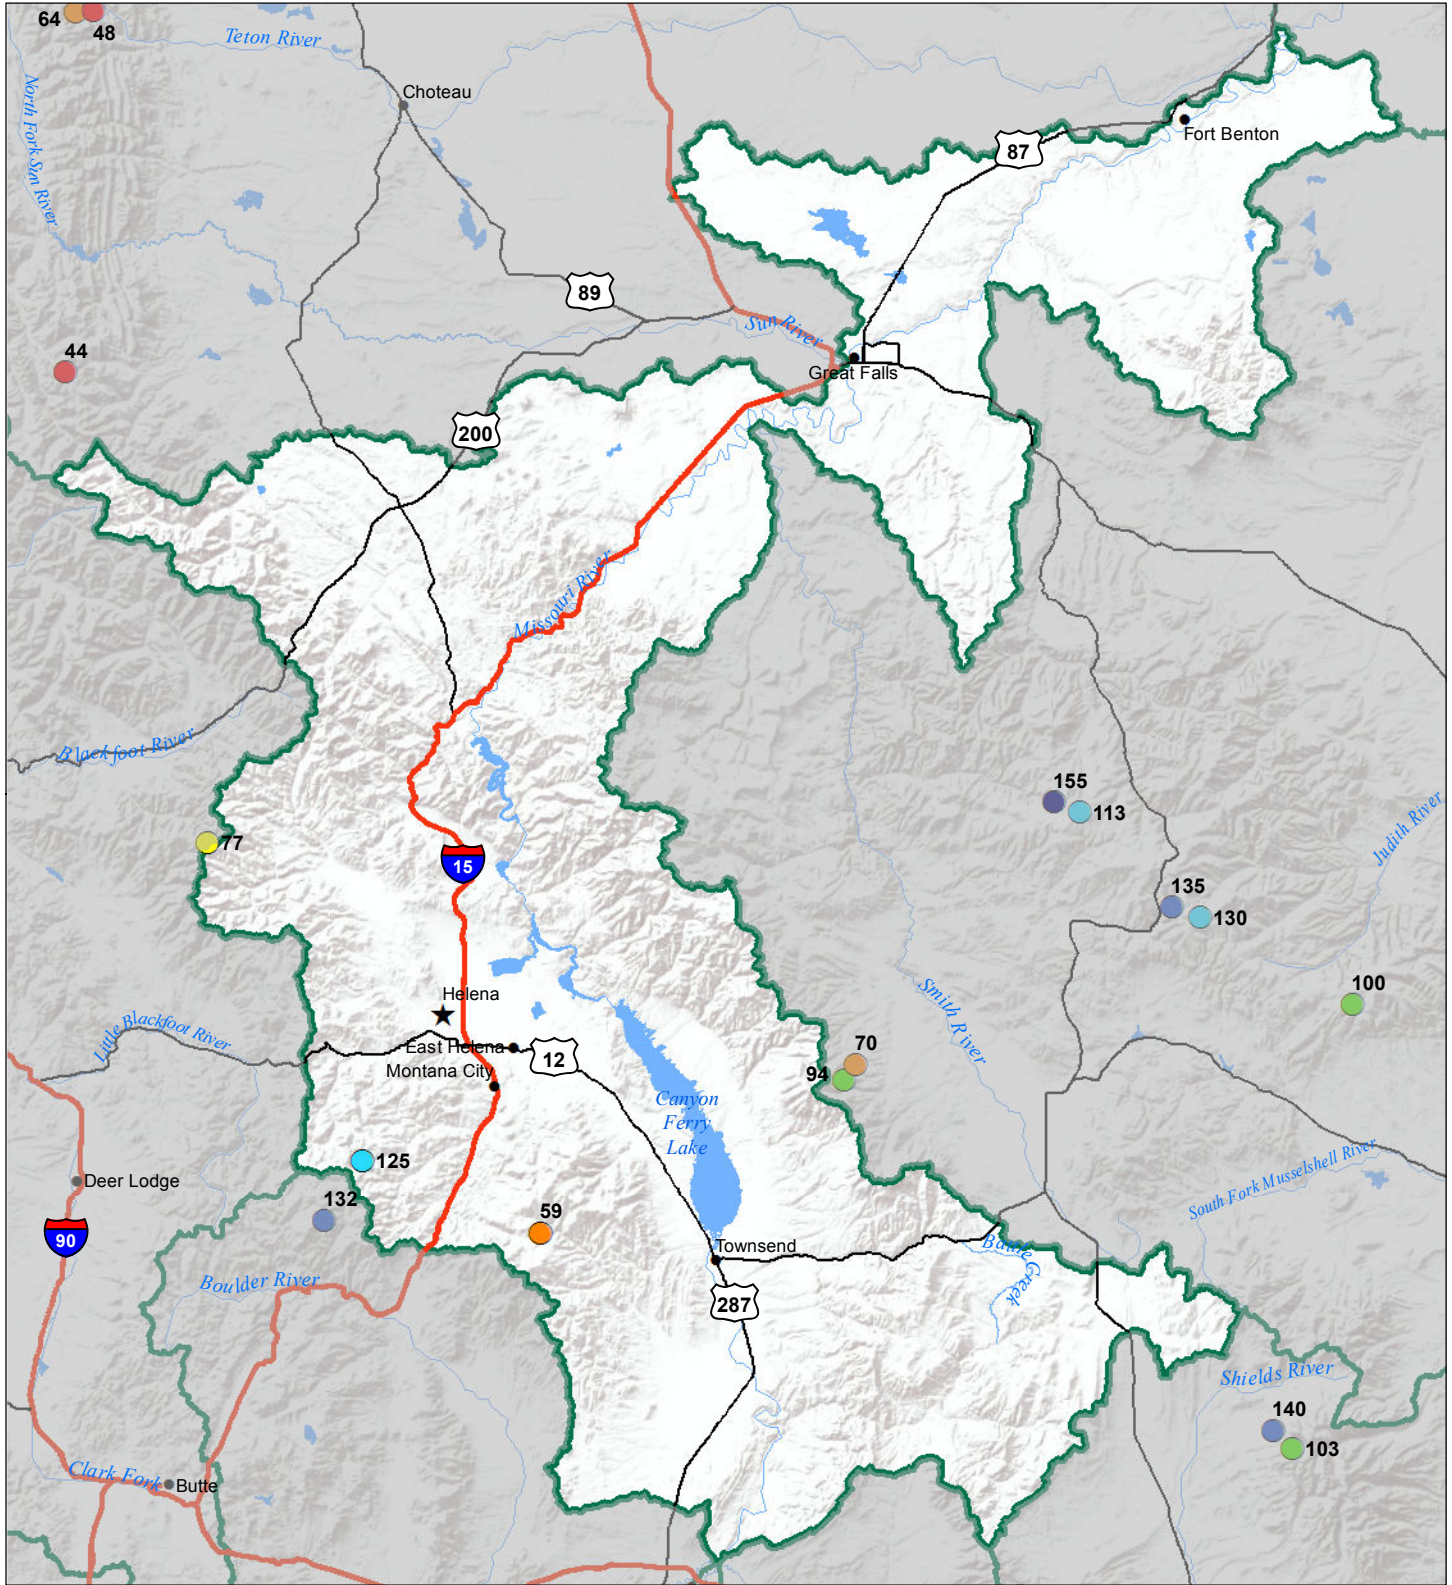 64
48
Teton River
Choteau
North Fork Sun River
87
Fort Benton
89
Sun River
44
Great Falls
200
Missouri River
Blackfoot River
155
113
Judith River
77
15
135
130
Smith River
100
Helena
Little Blackfoot River
East Helena
12
70
Montana City
94
Canyon
Ferry
Lake
125
South Fork Musselshell River
Deer Lodge
132
59
90
Townsend
Boulder River
287
Shields River
140
103
Clark Fork
Butte